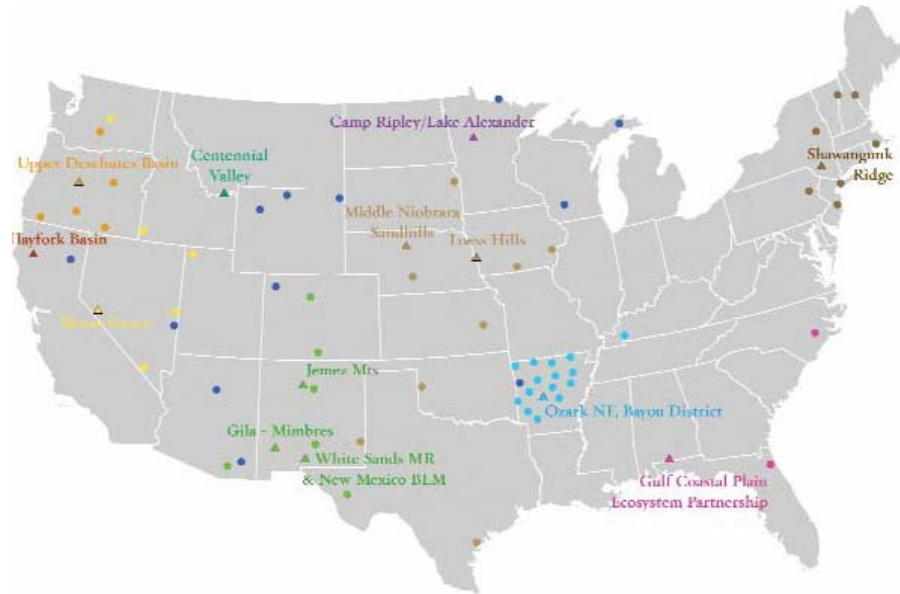 Camp Ripley/Lake Alexander
Upper Deschutes Basin
Centennial
Valley
Shawangunk
Ridge
Middle Niobrara
Sandhills
Loess Hills
Hayfork Basin
Jemez Mts
Ozark NF, Bayou District
Gila - Mimbres
White Sands MR
& New Mexico BLM
Gulf Coastal Plain
Ecosystem Partnership